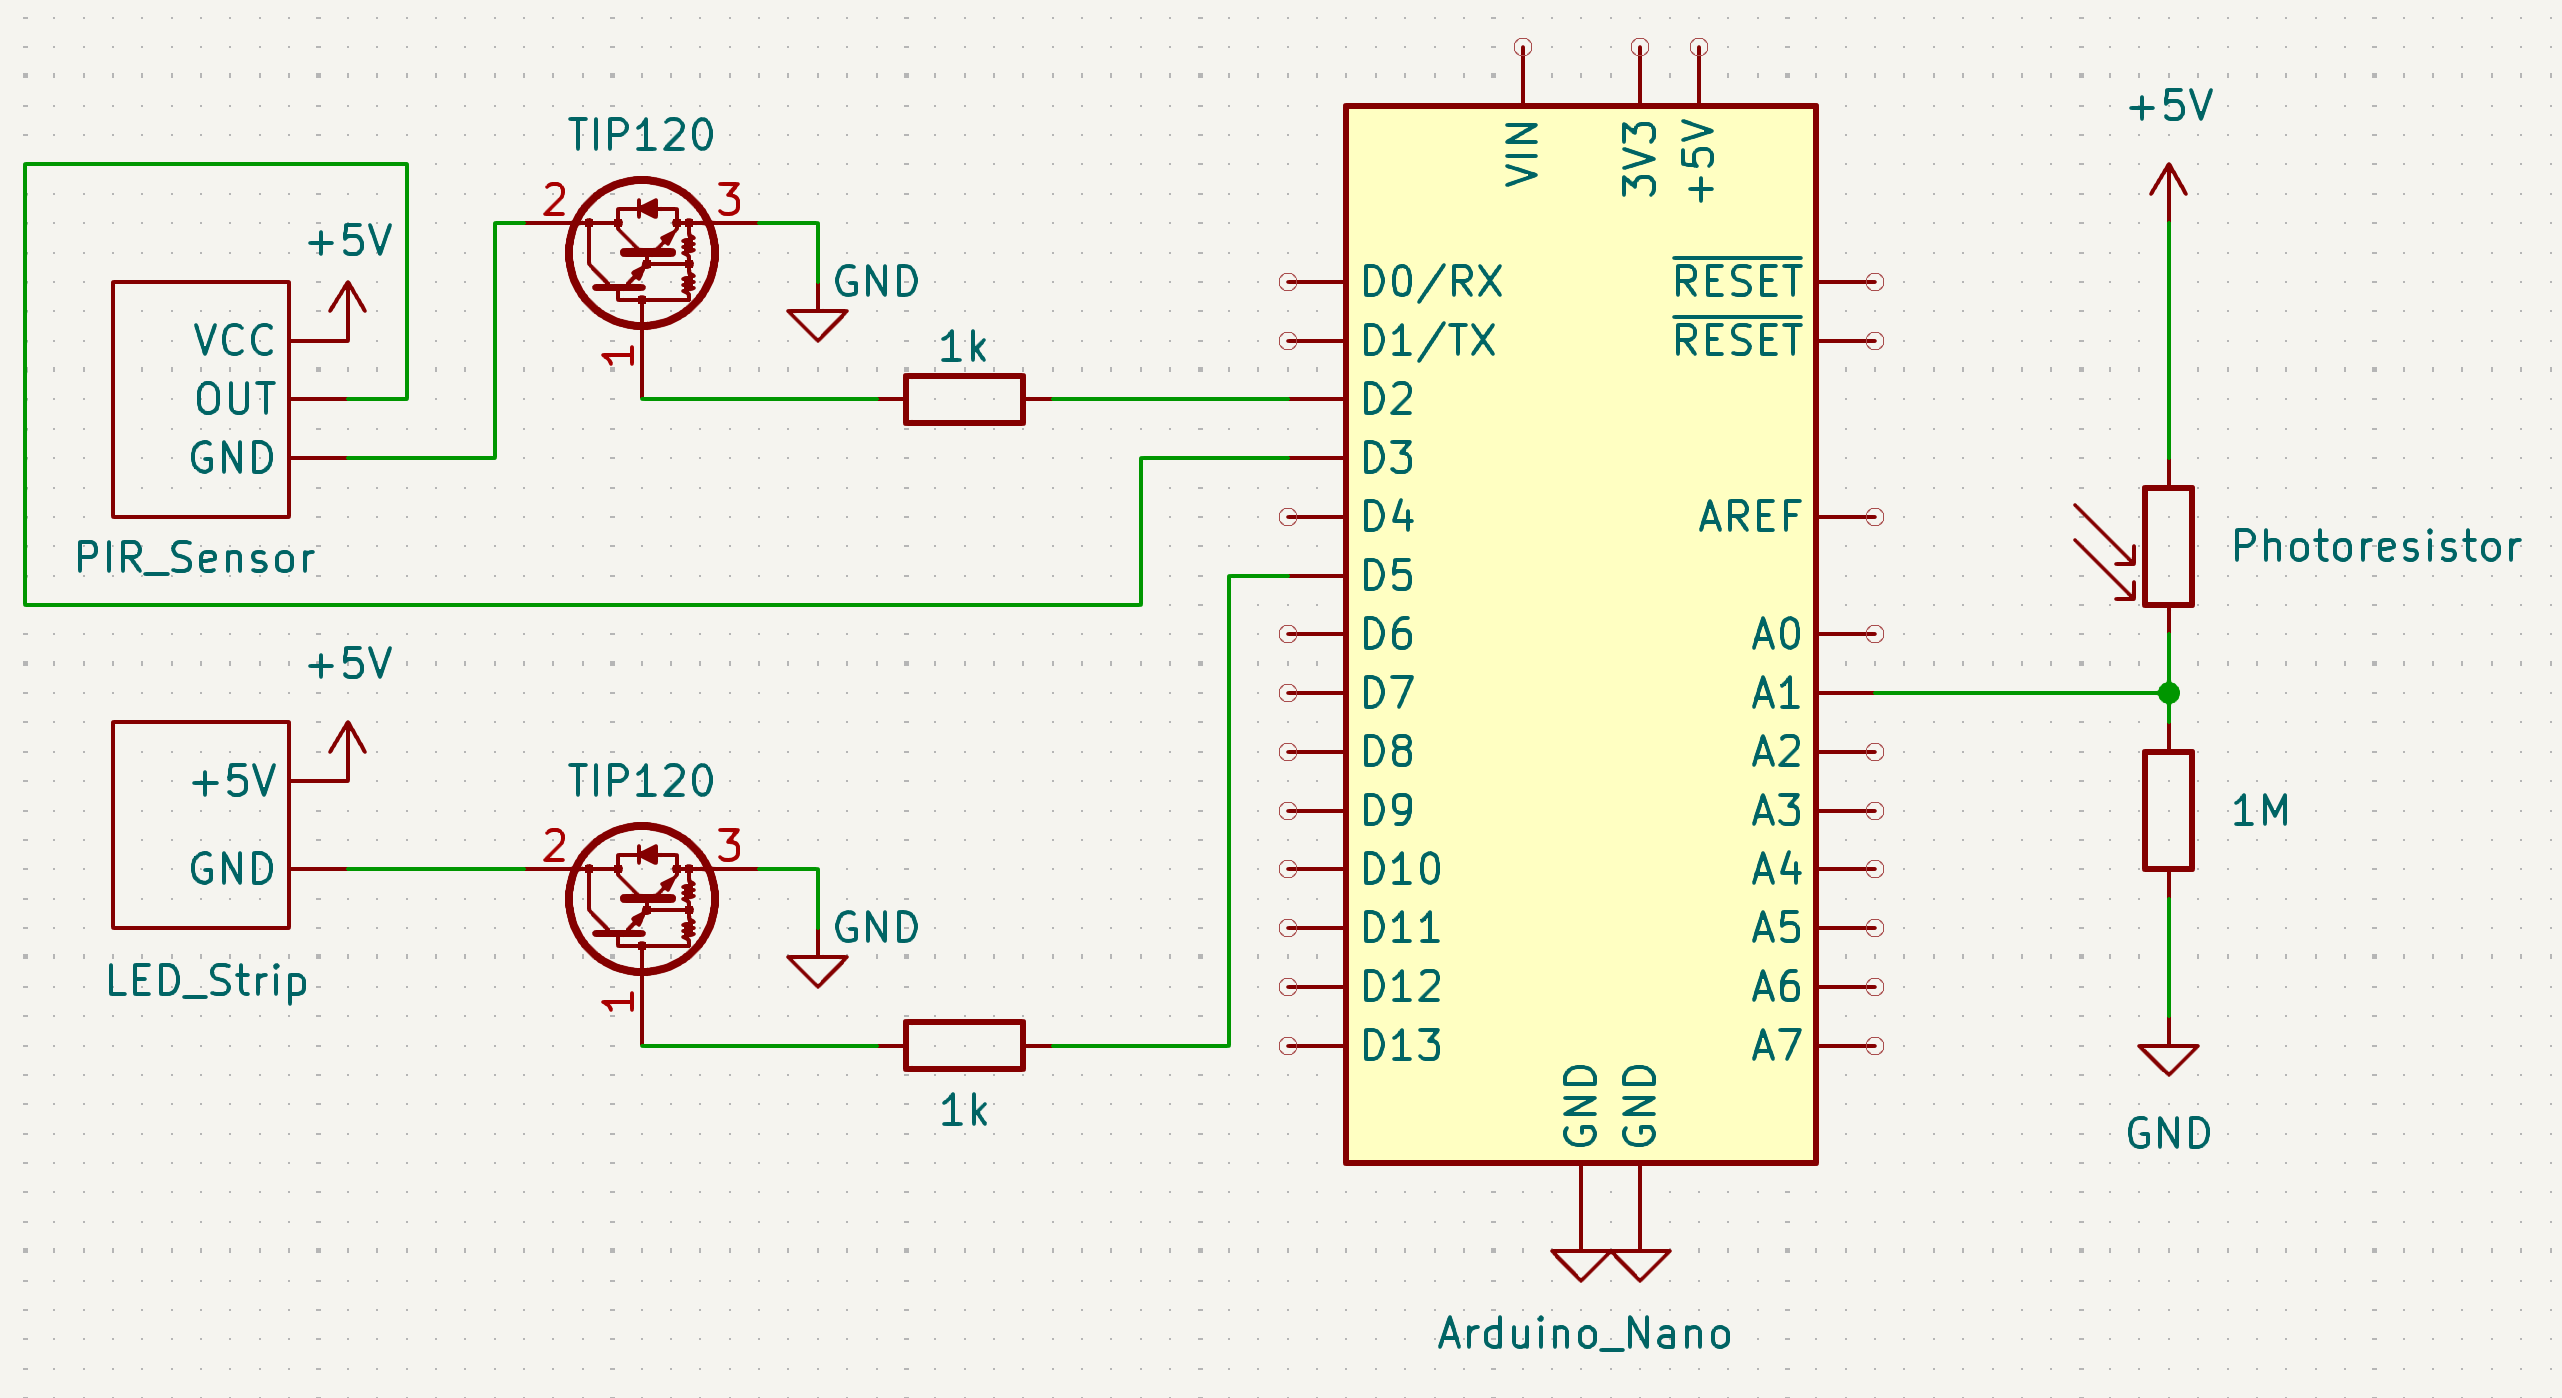 TIP120
2
3
1
+5V
GND
VCC
OUT
GND
PIR_Sensor
1k
+5V
+5V
GND
LED_Strip
TIP120
2
3
1
GND
1k
VIN
3V3
+5V
D0/RX
D1/TX
D2
D3
D4
D5
D6
D7
D8
D9
D10
D11
D12
D13
RESET
RESET
AREF
A0
A1
A2
A3
A4
A5
A6
A7
GND
GND
Arduino_Nano
+5V
Photoresistor
1M
GND